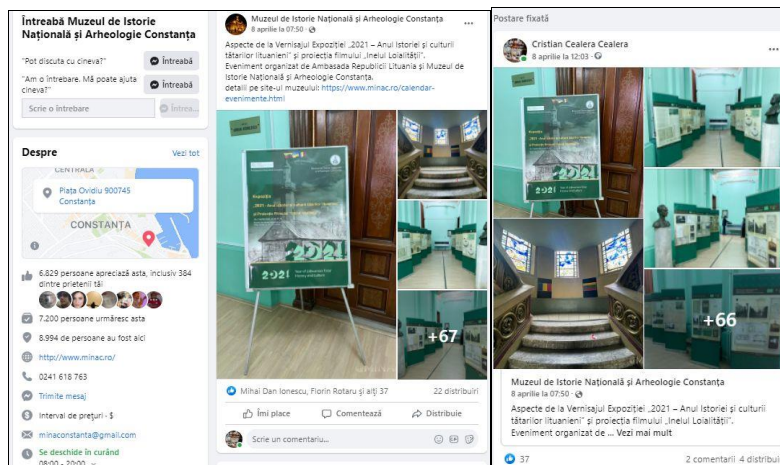 Întreabă Muzeul de Istorie
Națională și Arheologie Constanța
"Pot discuta cu cineva?"
Întreabă
"Am o întrebare. Mă poate ajuta
cineva?"
Întreabă
Scrie o întrebare
Întrea...
Despre
Vezi tot
CENTRALA
Piața Ovidiu 900745
Constanța
CONSTANȚA
6.829 persoane apreciază asta, inclusiv 384
dintre prietenii tăi
7.200 persoane urmăresc asta
8.994 de persoane au fost aici
http://www.minac.ro/
0241 618 763
Trimite mesaj
Interval de prețuri · $
minaconstanta@gmail.com
Se deschide în curând
08:00 - 20:00
Muzeul de Istorie Națională și Arheologie Constanța
8 aprilie la 07:50 ·
Aspecte de la Vernisajul Expoziției „2021 – Anul Istoriei și culturii
tătarilor lituanieni” și proiecția filmului „Inelul Loialității”.
Eveniment organizat de Ambasada Republicii Lituania și Muzeul de
Istorie Națională și Arheologie Constanța.
detalii pe site-ul muzeului: https://www.minac.ro/calendar-
evenimente.html
2021
2021
+67
Mihai Dan Ionescu, Florin Rotaru și alți 37
22 distribuiri
Îmi place
Comentează
Distribuie
Scrie un comentariu...
Postare fixată
Cristian Cealera Cealera
8 aprilie la 12:03 ·
2021
2021
+66
Muzeul de Istorie Națională și Arheologie Constanța
8 aprilie la 07:50 ·
Aspecte de la Vernisajul Expoziției „2021 – Anul Istoriei și culturii
tătarilor lituanieni” și proiecția filmului „Inelul Loialității”.
Eveniment organizat de ... Vezi mai mult
37
2 comentarii 4 distribui